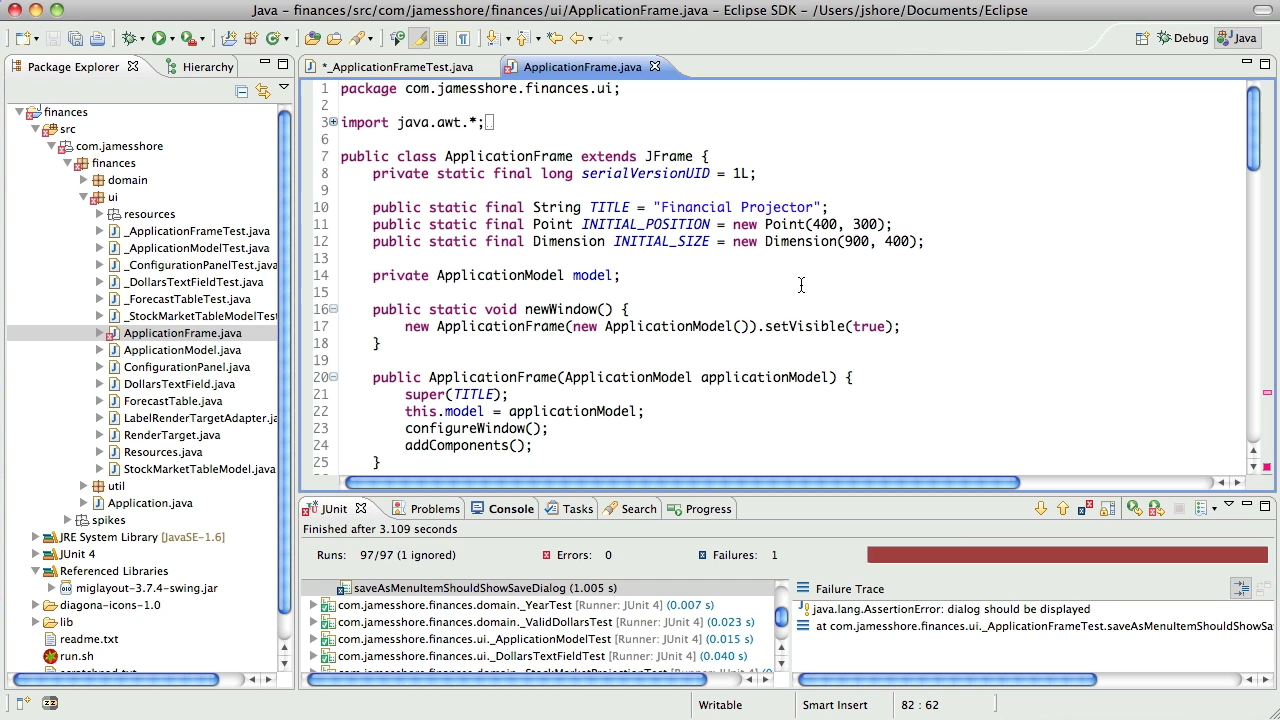 Java - finances/src/com/jamesshore/finances/ui/ApplicationFrame.java - Eclipse SDK - /Users/jshore/Documents/Eclipse
Debug
Java
Package Explorer
Hierarchy
finances
src
com.jamesshore
finances
domain
ui
resources
_ApplicationFrameTest.java
_ApplicationModelTest.java
_ConfigurationPanelTest.java
_DollarsTextFieldTest.java
_ForecastTableTest.java
_StockMarketTableModelTest
ApplicationFrame.java
ApplicationModel.java
ConfigurationPanel.java
DollarsTextField.java
ForecastTable.java
LabelRenderTargetAdapter.ja
RenderTarget.java
Resources.java
StockMarketTableModel.java
util
Application.java
spikes
JRE System Library [JavaSE-1.6]
JUnit 4
Referenced Libraries
miglayout-3.7.4-swing.jar
diagona-icons-1.0
lib
readme.txt
run.sh
*_ApplicationFrameTest.java
ApplicationFrame.java
1 package com.jamesshore.finances.ui;
2
3 import java.awt.*;
6
7 public class ApplicationFrame extends JFrame {
8 private static final long serialVersionUID = 1L;
9
10 public static final String TITLE = "Financial Projector";
11 public static final Point INITIAL_POSITION = new Point(400, 300);
12 public static final Dimension INITIAL_SIZE = new Dimension(900, 400);
13
14 private ApplicationModel model;
15
16 public static void newWindow() {
17 new ApplicationFrame(new ApplicationModel()).setVisible(true);
18 }
19
20 public ApplicationFrame(ApplicationModel applicationModel) {
21 super(TITLE);
22 this.model = applicationModel;
23 configureWindow();
24 addComponents();
25 }
JUnit
Problems
Console
Tasks
Search
Progress
Finished after 3.109 seconds
Runs: 97/97 (1 ignored)
Errors: 0
Failures: 1
saveAsMenuItemShouldShowSaveDialog (1.005 s)
com.jamesshore.finances.domain._YearTest [Runner: JUnit 4] (0.007 s)
com.jamesshore.finances.domain._ValidDollarsTest [Runner: JUnit 4] (0.023 s)
com.jamesshore.finances.ui._ApplicationModelTest [Runner: JUnit 4] (0.015 s)
com.jamesshore.finances.ui._DollarsTextFieldTest [Runner: JUnit 4] (0.040 s)
Failure Trace
java.lang.AssertionError: dialog should be displayed
at com.jamesshore.finances.ui._ApplicationFrameTest.saveAsMenuItemShouldShowSa
Writable
Smart Insert
82 : 62